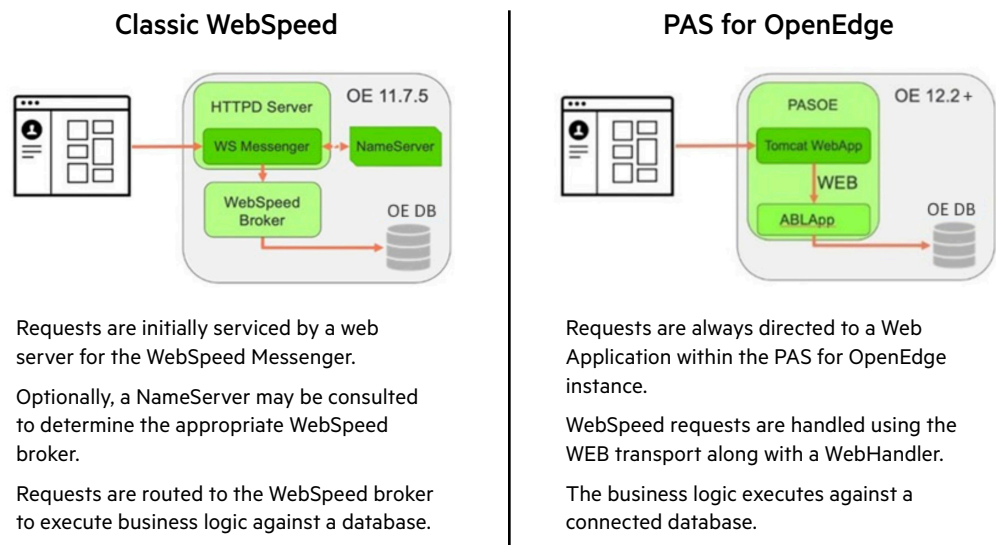 Classic WebSpeed
HTTPD Server
OE 11.7.5
WS Messenger
NameServer
WebSpeed
Broker
OE DB
Requests are initially serviced by a web
server for the WebSpeed Messenger.
Optionally, a NameServer may be consulted
to determine the appropriate WebSpeed
broker.
Requests are routed to the WebSpeed broker
to execute business logic against a database.
PAS for OpenEdge
PASOE
OE 12.2+
Tomcat WebApp
WEB
ABLApp
OE DB
Requests are always directed to a Web
Application within the PAS for OpenEdge
instance.
WebSpeed requests are handled using the
WEB transport along with a WebHandler.
The business logic executes against a
connected database.